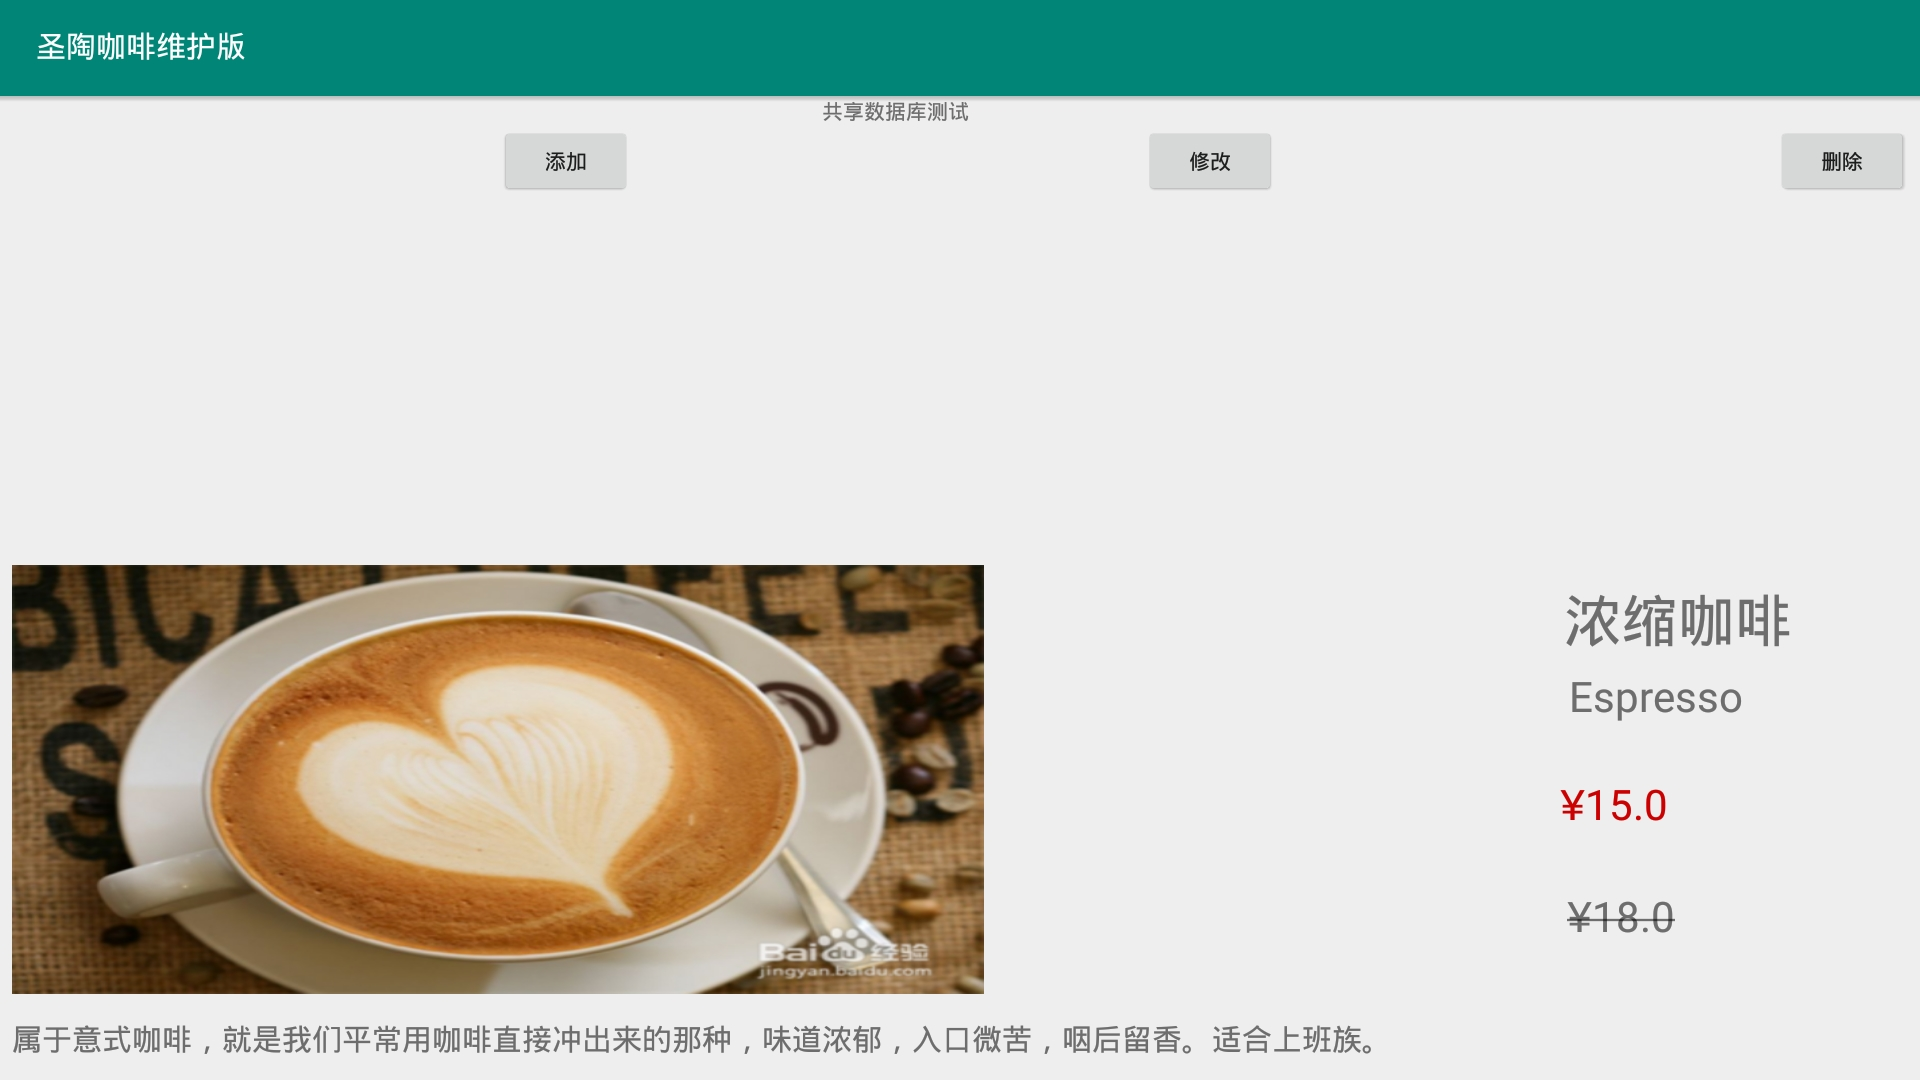 圣陶咖啡维护版
共享数据库测试
添加
修改
删除
BICA COFFEE
S
浓缩咖啡
Espresso
¥15.0
¥18.0
Baidu 经验
jingyan.baidu.com
属于意式咖啡，就是我们平常用咖啡直接冲出来的那种，味道浓郁，入口微苦，咽后留香。适合上班族。